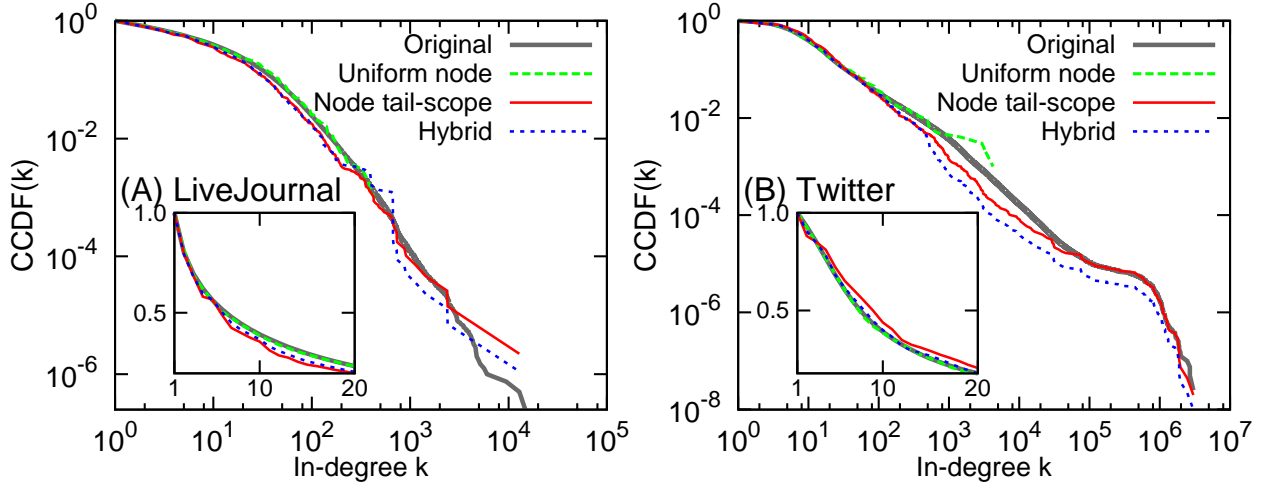 10^0
10^-2
10^-4
10^-6
CCDF(k)
Original
Uniform node
Node tail-scope
Hybrid
(A) LiveJournal
1.0
0.5
1 10 20
10^0 10^1 10^2 10^3 10^4 10^5
In-degree k
10^0
10^-2
10^-4
10^-6
10^-8
CCDF(k)
Original
Uniform node
Node tail-scope
Hybrid
(B) Twitter
1.0
0.5
1 10 20
10^0 10^1 10^2 10^3 10^4 10^5 10^6 10^7
In-degree k